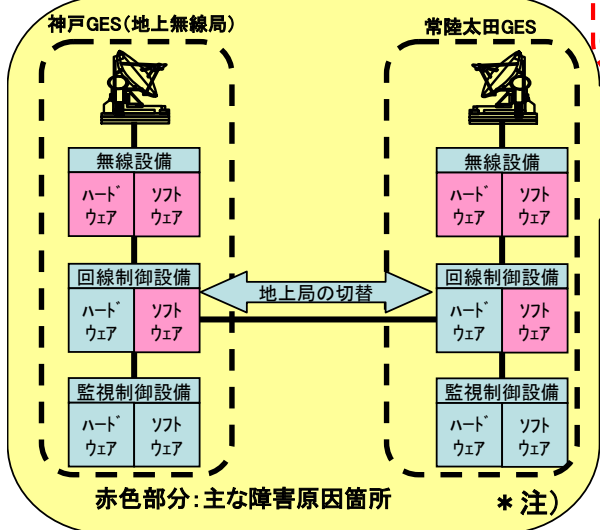 神戸GES(地上無線局)
常陸太田GES
無線設備
ハード ソフト
ウェア ウェア
無線設備
ハード ソフト
ウェア ウェア
回線制御設備
ハード ソフト
ウェア ウェア
地上局の切替
回線制御設備
ハード ソフト
ウェア ウェア
監視制御設備
ハード ソフト
ウェア ウェア
監視制御設備
ハード ソフト
ウェア ウェア
赤色部分:主な障害原因箇所
*注)